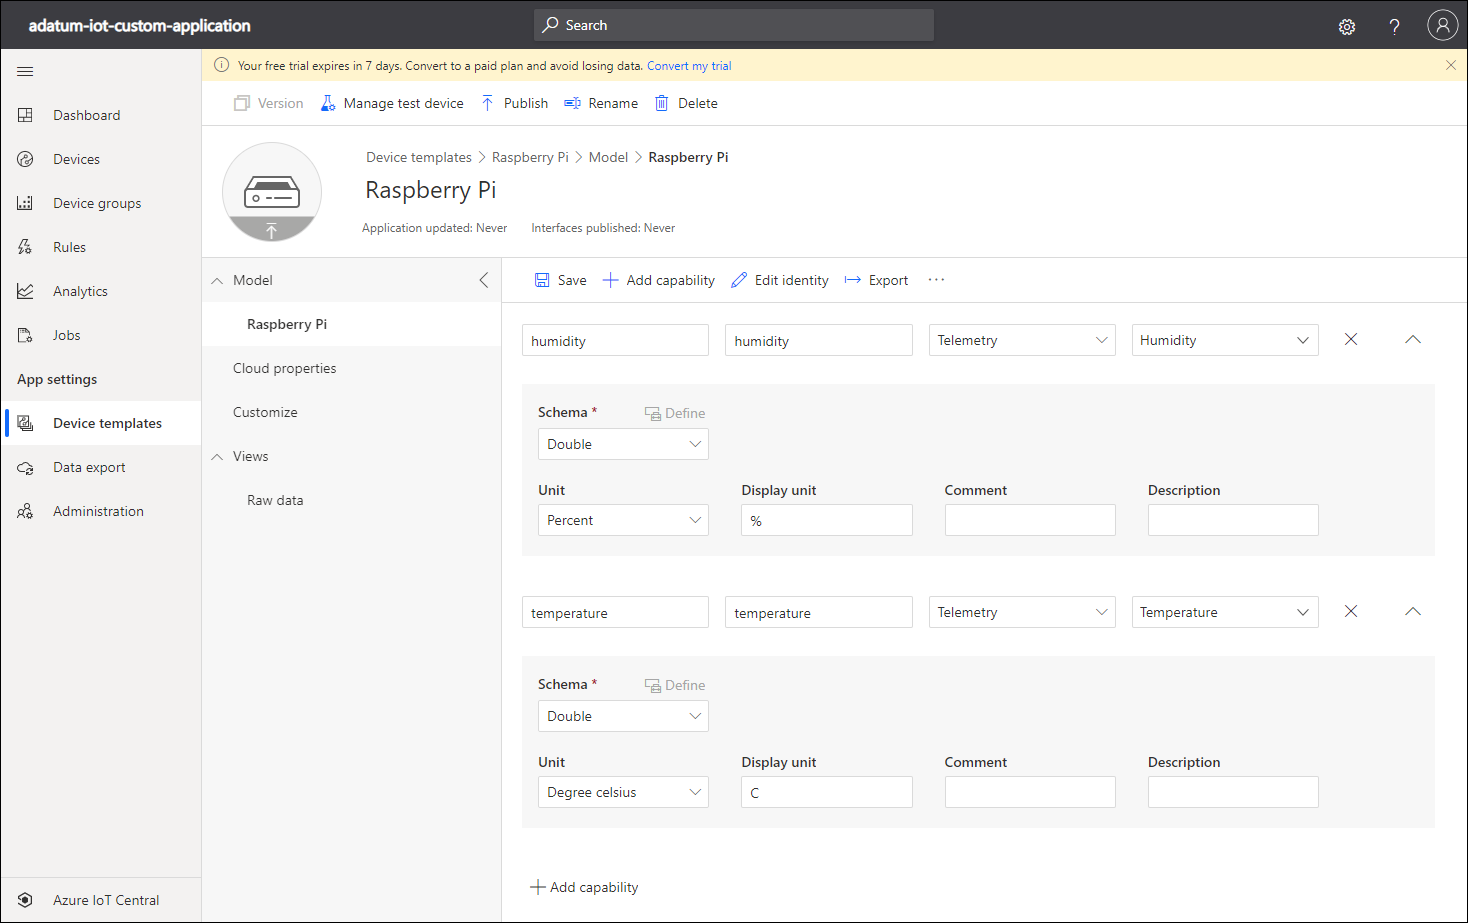 adatum-iot-custom-application
Search
?
Your free trial expires in 7 days. Convert to a paid plan and avoid losing data. Convert my trial
Version Manage test device Publish Rename Delete
Dashboard
Devices
Device groups
Rules
Analytics
Jobs
App settings
Device templates
Data export
Administration
Azure IoT Central
Device templates > Raspberry Pi > Model > Raspberry Pi
Raspberry Pi
Application updated: Never Interfaces published: Never
Model
Raspberry Pi
Cloud properties
Customize
Views
Raw data
Save Add capability Edit identity Export ...
humidity humidity Telemetry Humidity
Schema * Define
Double
Unit Display unit Comment Description
Percent %
temperature temperature Telemetry Temperature
Schema * Define
Double
Unit Display unit Comment Description
Degree celsius C
Add capability